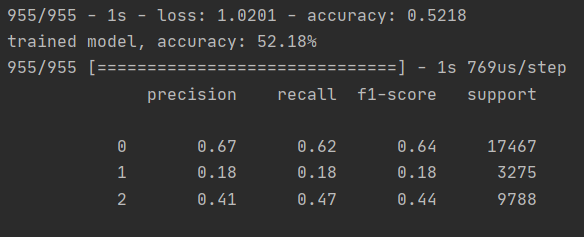 955/955 - 1s - loss: 1.0201 - accuracy: 0.5218
trained model, accuracy: 52.18%
955/955 [==============================] - 1s 769us/step
precision recall f1-score support
0 0.67 0.62 0.64 17467
1 0.18 0.18 0.18 3275
2 0.41 0.47 0.44 9788